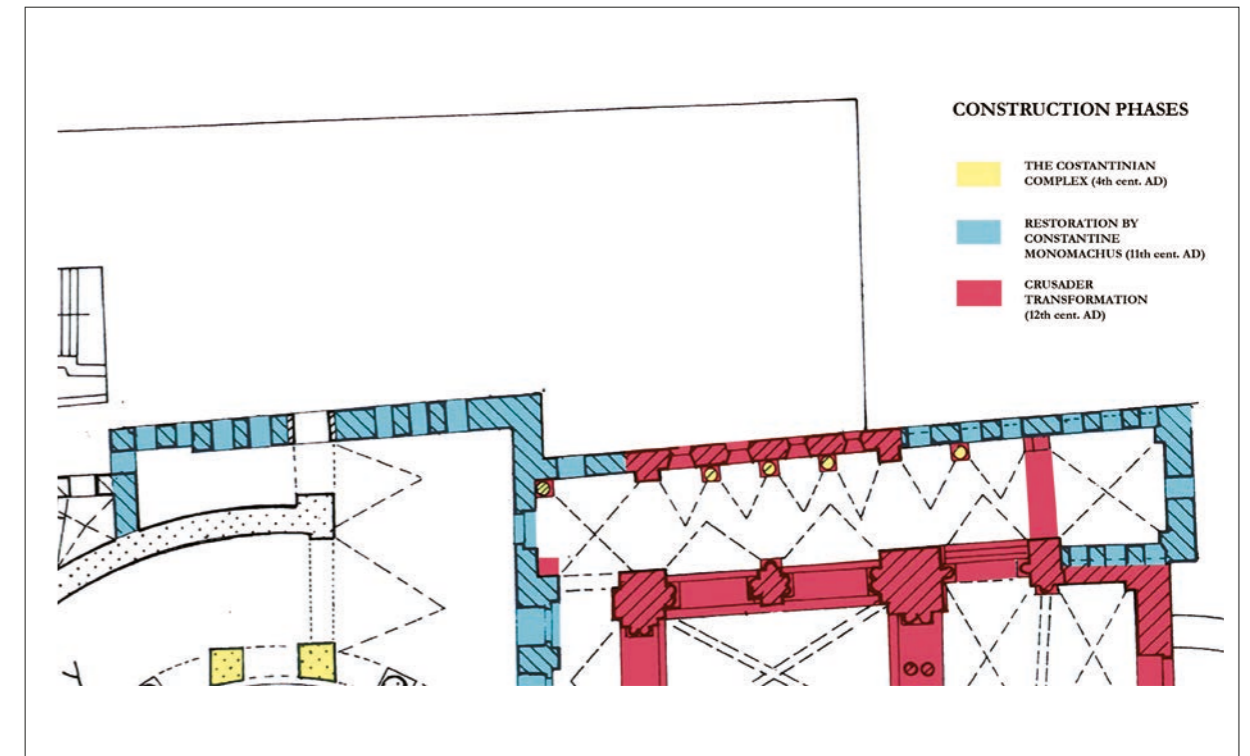 CONSTRUCTION PHASES
THE COSTANTINIAN
COMPLEX (4th cent. AD)
RESTORATION BY
CONSTANTINE
MONOMACHUS (11th cent. AD)
CRUSADER
TRANSFORMATION
(12th cent. AD)